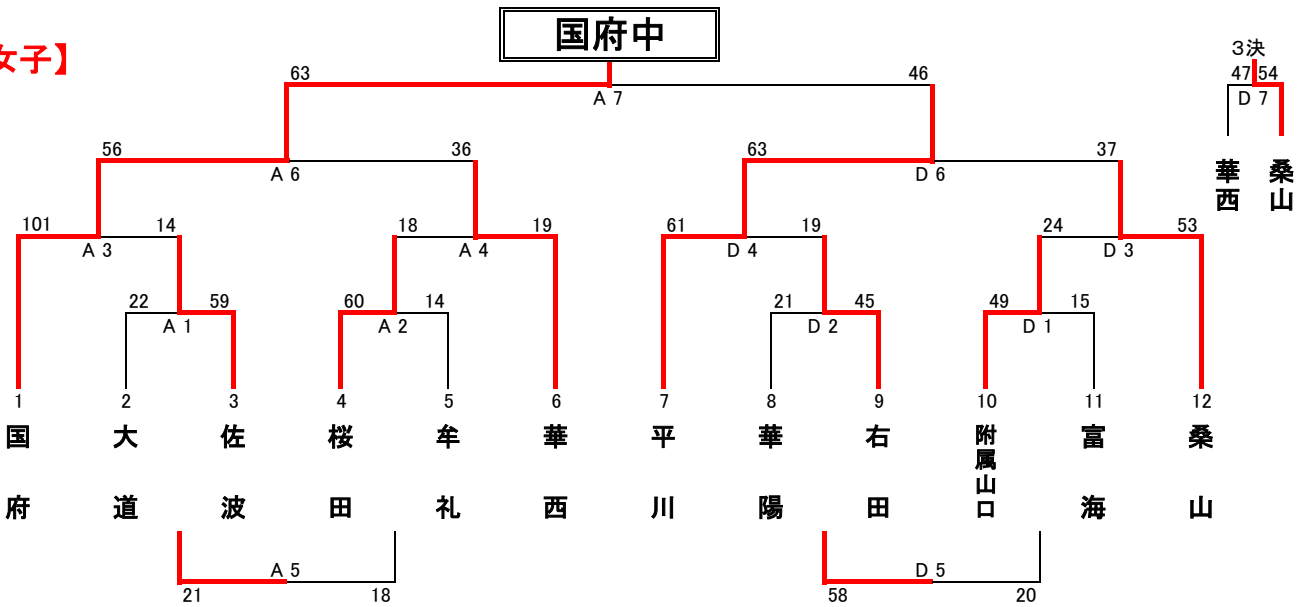 国府中
女子】
３決
63
46
47
54
A 7
D 7
56
36
63
37
A 6
D 6
華西
桑山
101
14
18
19
61
19
24
53
A 3
A 4
D 4
D 3
22
59
60
14
21
45
49
15
A 1
A 2
D 2
D 1
1
2
3
4
5
6
7
8
9
10
11
12
国府
大道
佐波
桜田
牟礼
華西
平川
華陽
右田
附属山口
富海
桑山
A 5
D 5
21
18
58
20